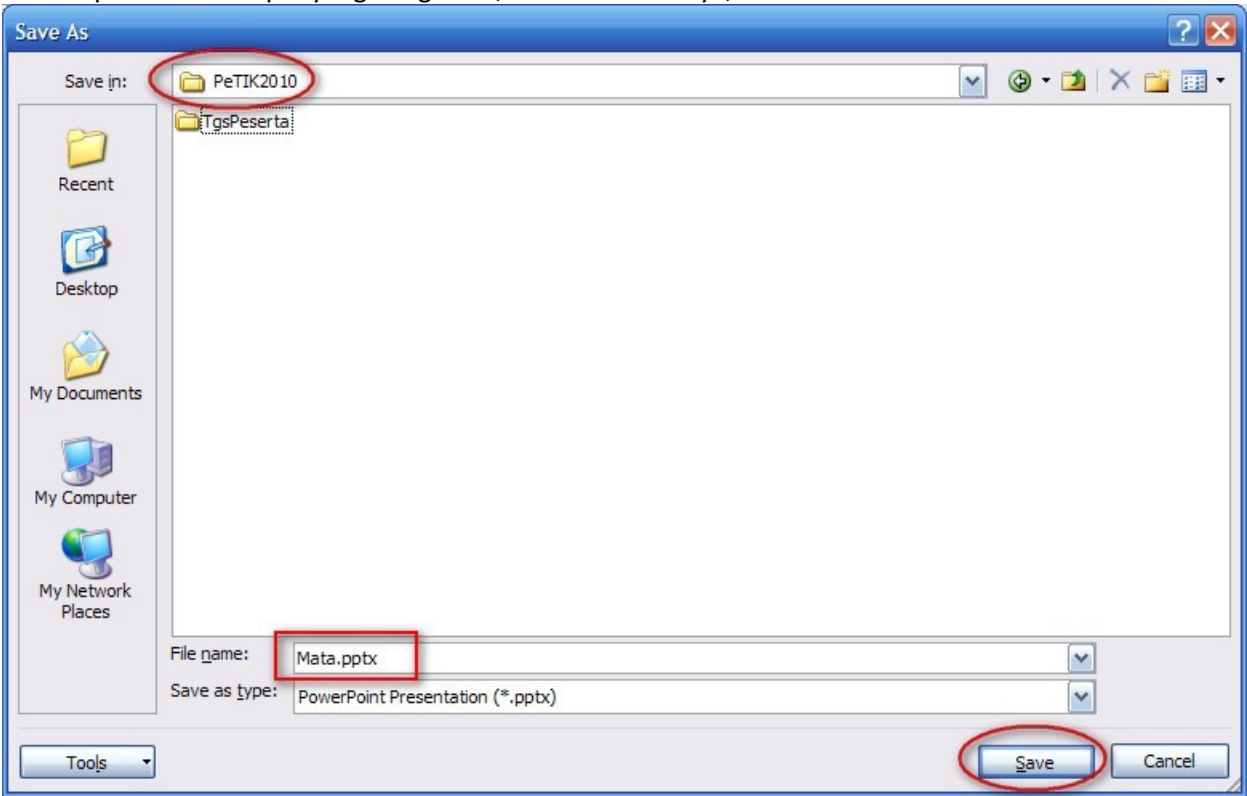 Save As
Save in:
PeTIK2010
TgsPeserta
Recent
Desktop
My Documents
My Computer
My Network
Places
File name:
Mata.pptx
Save as type:
PowerPoint Presentation (*.pptx)
Tools
Save
Cancel